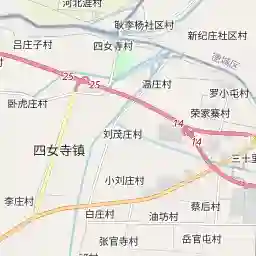 河北涯村
耿李杨社区村
吕庄子村
四女寺村
新纪庄社区村
德城区
温庄村
25
25
罗小屯村
卧虎庄村
荣家寨村
14
刘茂庄村
14
四女寺镇
三十里
小刘庄村
李庄村
白庄村
蔡后村
油坊村
张官寺村
岳官屯村